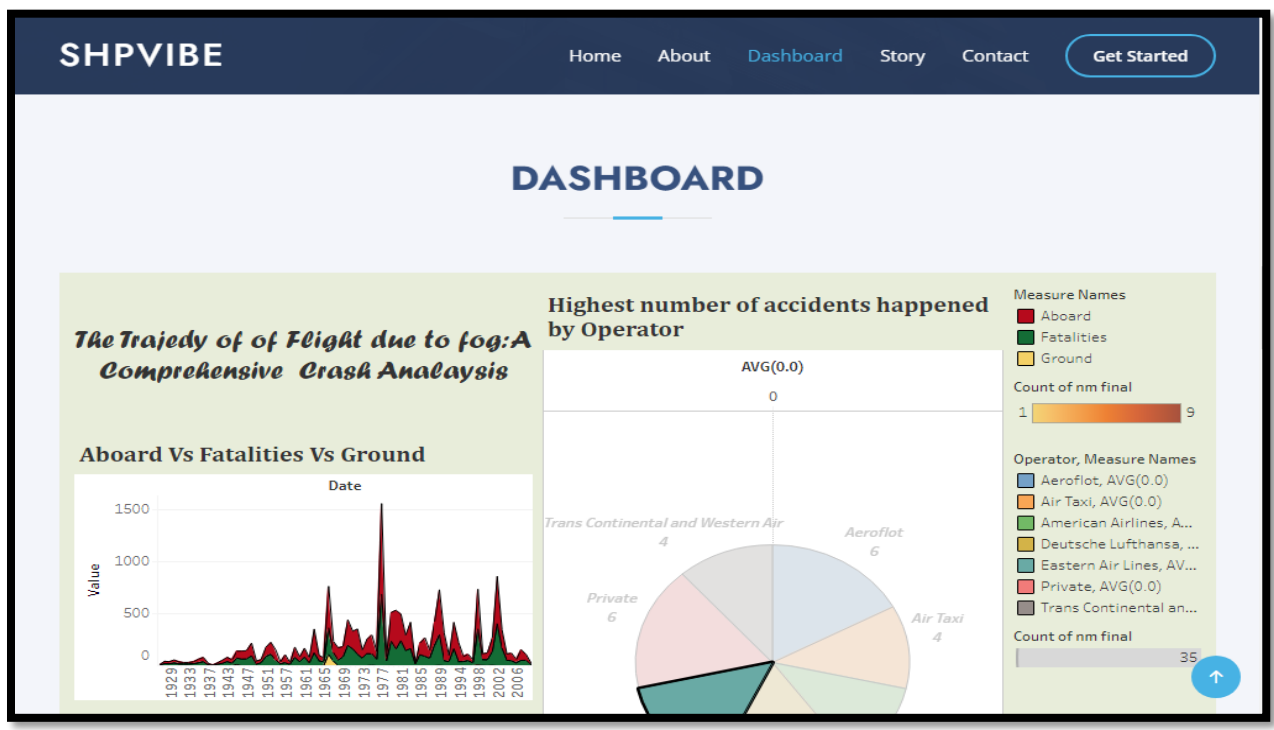 SHPVIBE
Home About Dashboard Story Contact Get Started
DASHBOARD
The Trajedy of of Flight due to fog:A
Comprehensive Crash Analaysis
Aboard Vs Fatalities Vs Ground
Date
1500
1000
500
0
Value
1929 1933 1937 1943 1947 1951 1957 1961 1965 1969 1973 1977 1981 1985 1989 1994 1998 2002 2006
Highest number of accidents happened
by Operator
AVG(0.0)
0
Trans Continental and Western Air
4
Aeroflot
6
Private
6
Air Taxi
4
Measure Names
Aboard
Fatalities
Ground
Count of nm final
1 9
Operator, Measure Names
Aeroflot, AVG(0.0)
Air Taxi, AVG(0.0)
American Airlines, A...
Deutsche Lufthansa, ...
Eastern Air Lines, AV...
Private, AVG(0.0)
Trans Continental an...
Count of nm final
35